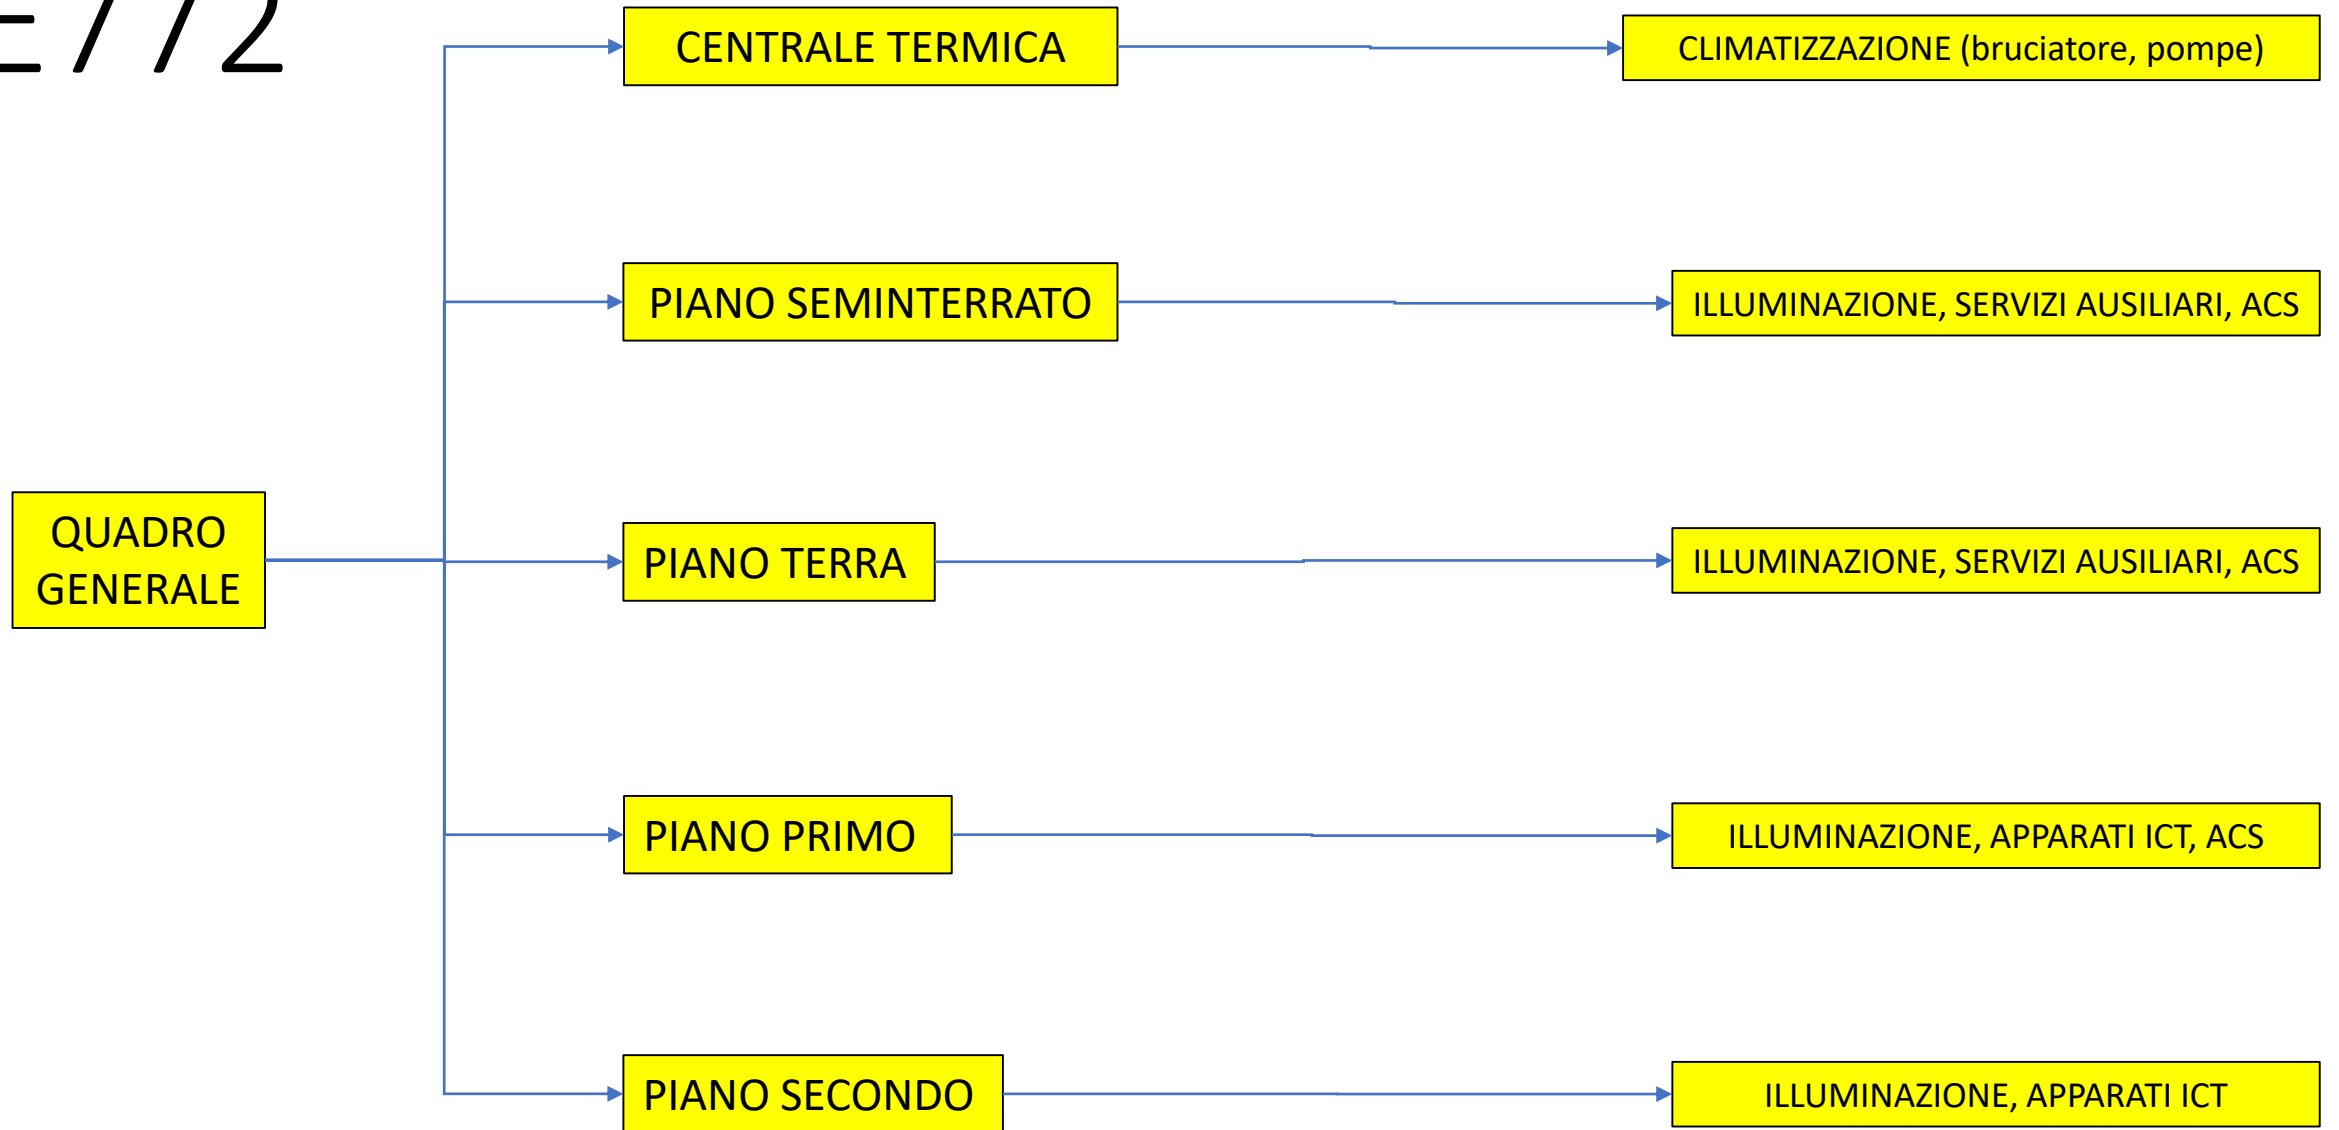 E772
CENTRALE TERMICA
CLIMATIZZAZIONE (bruciatore, pompe)
PIANO SEMINTERRATO
ILLUMINAZIONE, SERVIZI AUSILIARI, ACS
QUADRO
GENERALE
PIANO TERRA
ILLUMINAZIONE, SERVIZI AUSILIARI, ACS
PIANO PRIMO
ILLUMINAZIONE, APPARATI ICT, ACS
PIANO SECONDO
ILLUMINAZIONE, APPARATI ICT